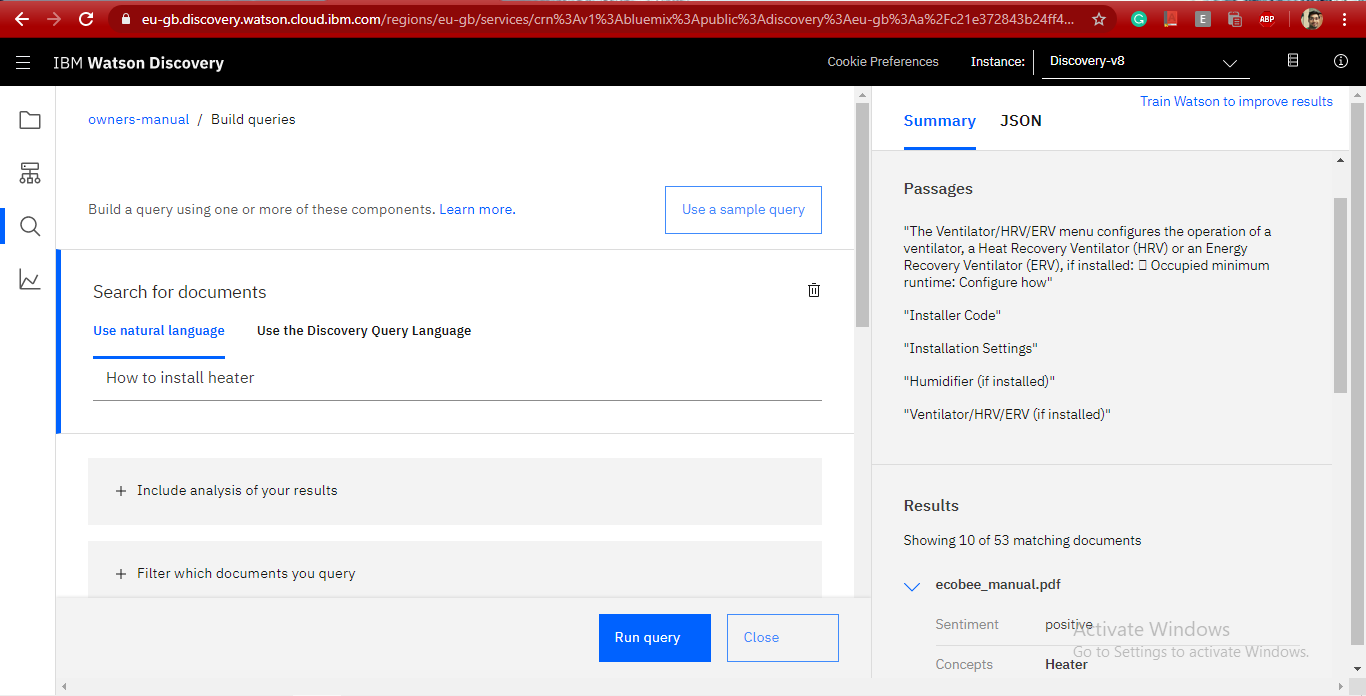 eu-gb.discovery.watson.cloud.ibm.com/regions/eu-gb/services/crn%3Av1%3Abluemix%3Apublic%3Adiscovery%3Aeu-gb%3Aa%2Fc21e372843b24ff4...
G
E
ABP
IBM Watson Discovery
Cookie Preferences
Instance:
Discovery-v8
owners-manual / Build queries
Build a query using one or more of these components. Learn more.
Use a sample query
Search for documents
Use natural language
Use the Discovery Query Language
How to install heater
+ Include analysis of your results
+ Filter which documents you query
Run query
Close
Train Watson to improve results
Summary
JSON
Passages
"The Ventilator/HRV/ERV menu configures the operation of a
ventilator, a Heat Recovery Ventilator (HRV) or an Energy
Recovery Ventilator (ERV), if installed: ▯ Occupied minimum
runtime: Configure how"
"Installer Code"
"Installation Settings"
"Humidifier (if installed)"
"Ventilator/HRV/ERV (if installed)"
Results
Showing 10 of 53 matching documents
ecobee_manual.pdf
Sentiment
positive
Concepts
Heater
Activate Windows
Go to Settings to activate Windows.